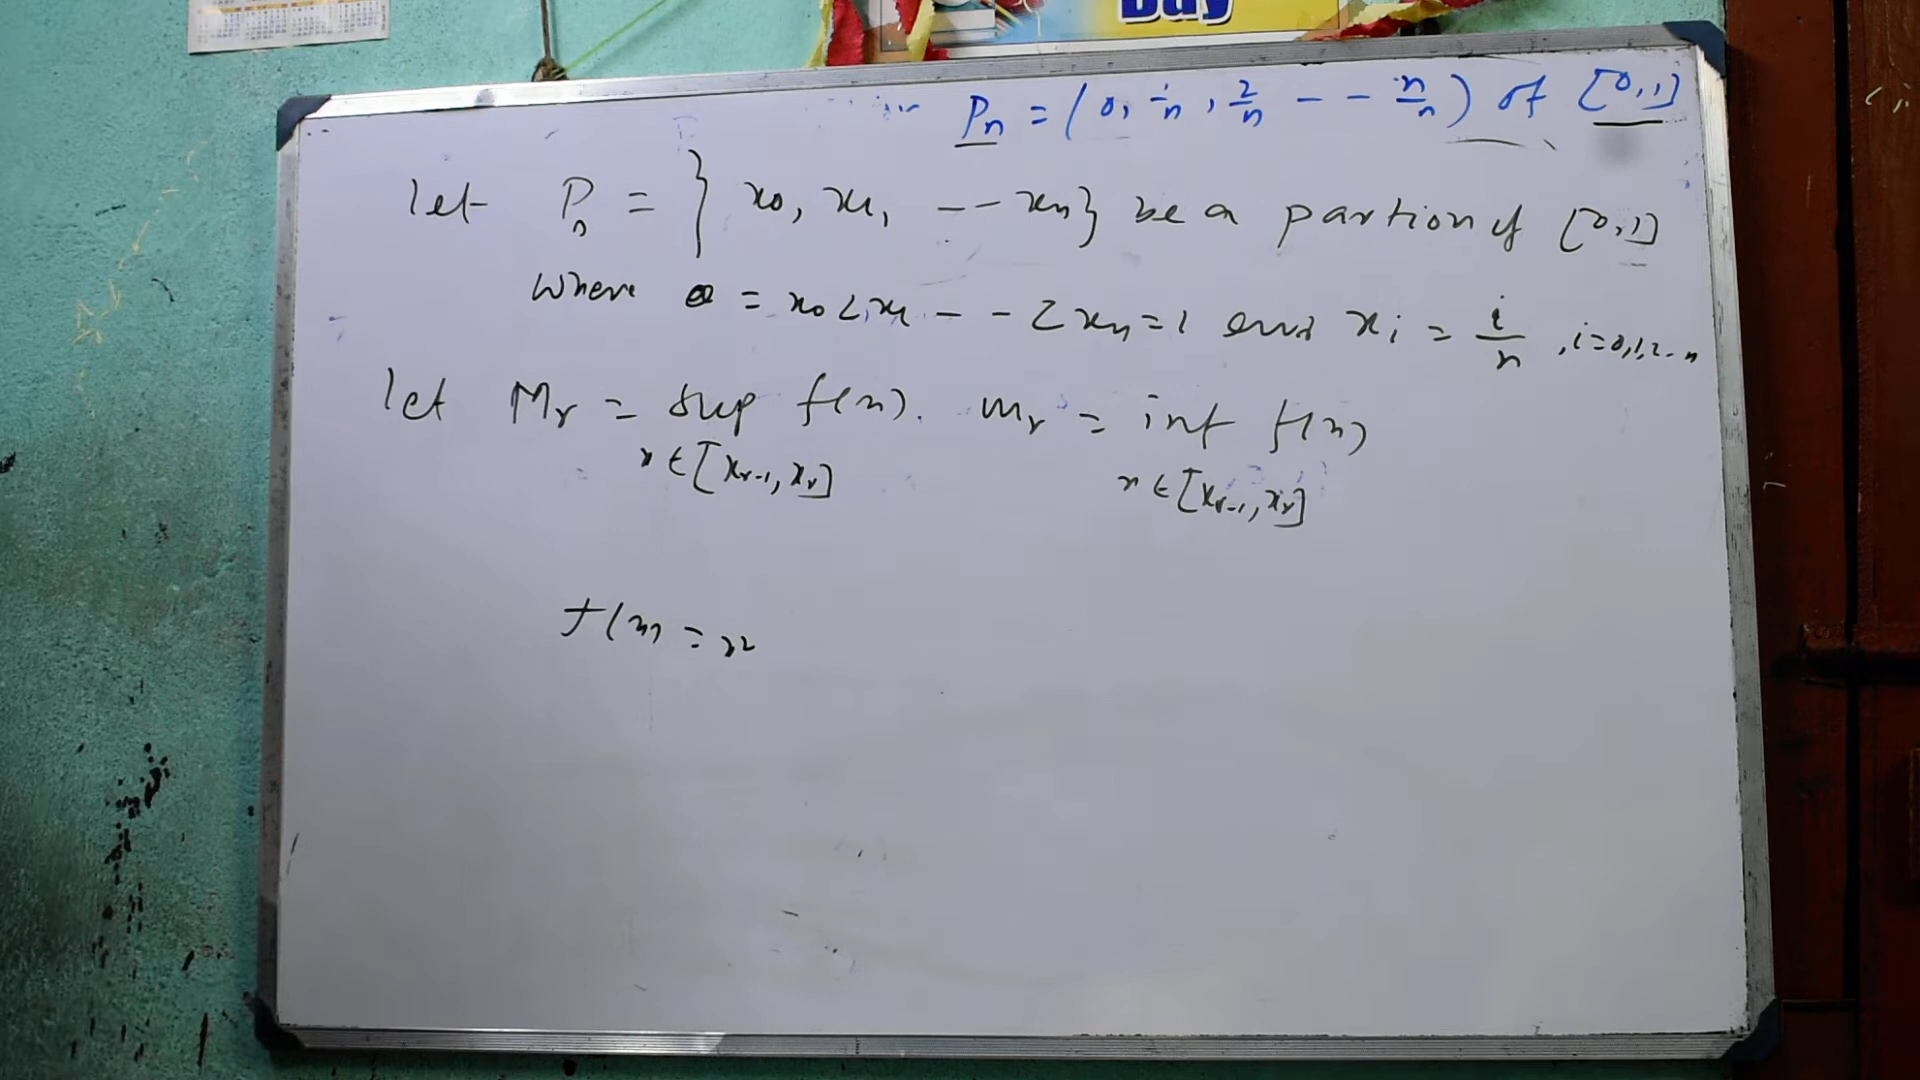 Day
Pₙ = (0, 1/n, 2/n - - n/n) of [0,1]
let Pₙ = } x₀, x₁, -- xₙ} be a partion of [0,1]
where 0 = x₀ < x₁ - - < xₙ = 1 and xᵢ = i/n , i=0,1,2-n
let Mᵣ = sup f(x). mᵣ = inf f(x)
x ∈ [xᵣ₋₁, xᵣ] x ∈ [xᵣ₋₁, xᵣ]
f(x) = x²